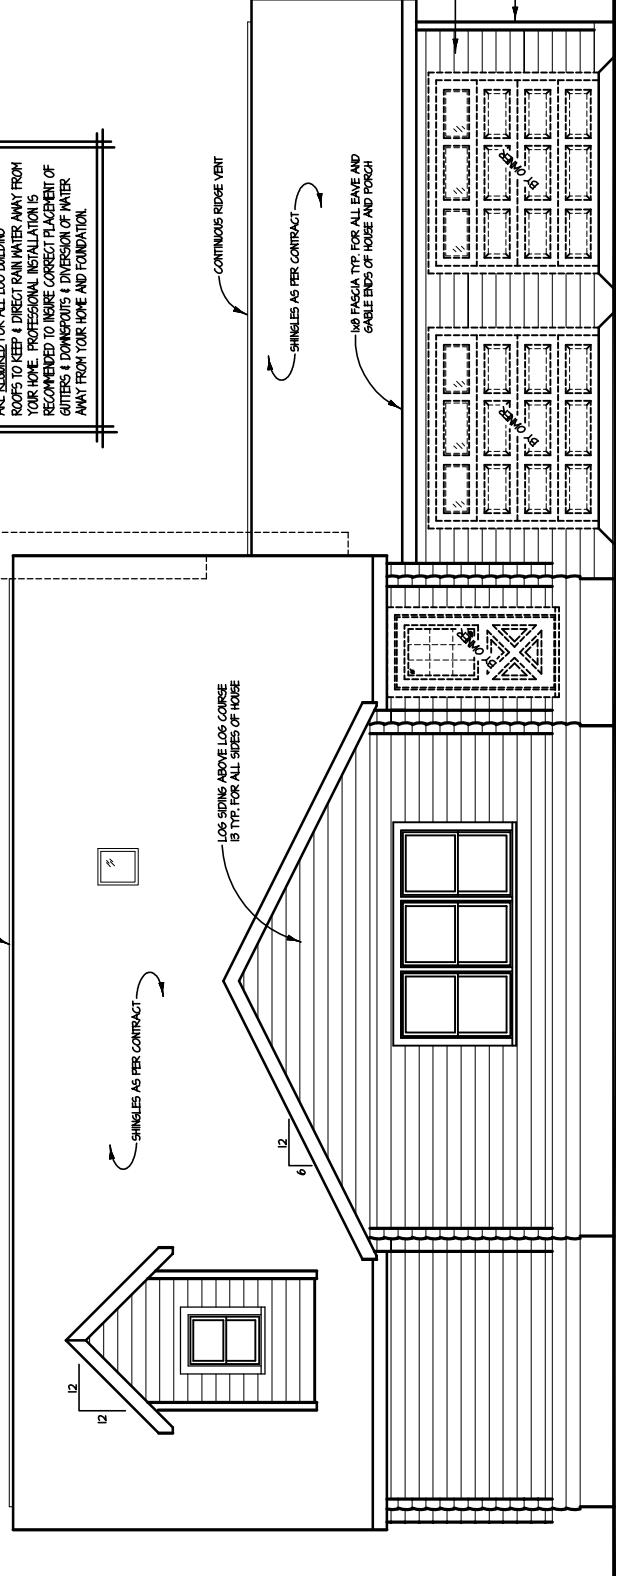 ARE REQUIRED FOR ALL LOG BUILDING
ROOFS TO KEEP & DIRECT RAIN WATER AWAY FROM
YOUR HOME. PROFESSIONAL INSTALLATION IS
RECOMMENDED TO INSURE CORRECT PLACEMENT OF
GUTTERS & DOWNSPOUTS & DIVERSION OF WATER
AWAY FROM YOUR HOME AND FOUNDATION.
CONTINUOUS RIDGE VENT
SHINGLES AS PER CONTRACT
1x8 FASCIA TYP. FOR ALL EAVE AND
GABLE ENDS OF HOUSE AND PORCH
BY OWNER
BY OWNER
BY OWNER
LOG SIDING ABOVE LOG COURSE
13 TYP. FOR ALL SIDES OF HOUSE
SHINGLES AS PER CONTRACT
12
6
12
12